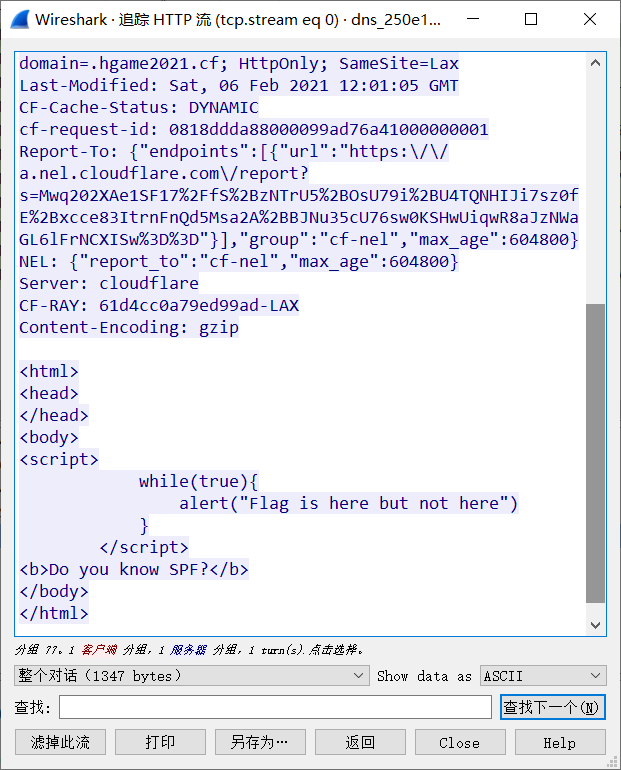 Wireshark · 追踪 HTTP 流 (tcp.stream eq 0) · dns_250e1...
domain=.hgame2021.cf; HttpOnly; SameSite=Lax
Last-Modified: Sat, 06 Feb 2021 12:01:05 GMT
CF-Cache-Status: DYNAMIC
cf-request-id: 0818ddda88000099ad76a41000000001
Report-To: {"endpoints":[{"url":"https:\/\/
a.nel.cloudflare.com\/report?
s=Mwq202XAe1SF17%2FfS%2BzNTrU5%2BOsU79i%2BU4TQNHIJi7sz0f
E%2Bxcce83ItrnFnQd5Msa2A%2BBJNu35cU76sw0KSHwUiqwR8aJzNWa
GL6lFrNCXISw%3D%3D"}],"group":"cf-nel","max_age":604800}
NEL: {"report_to":"cf-nel","max_age":604800}
Server: cloudflare
CF-RAY: 61d4cc0a79ed99ad-LAX
Content-Encoding: gzip
<html>
<head>
</head>
<body>
<script>
while(true){
alert("Flag is here but not here")
}
</script>
<b>Do you know SPF?</b>
</body>
</html>
分组 77。1 客户端 分组，1 服务器 分组，1 turn(s).点击选择。
整个对话（1347 bytes） Show data as ASCII
查找： 查找下一个(N)
滤掉此流 打印 另存为… 返回 Close Help